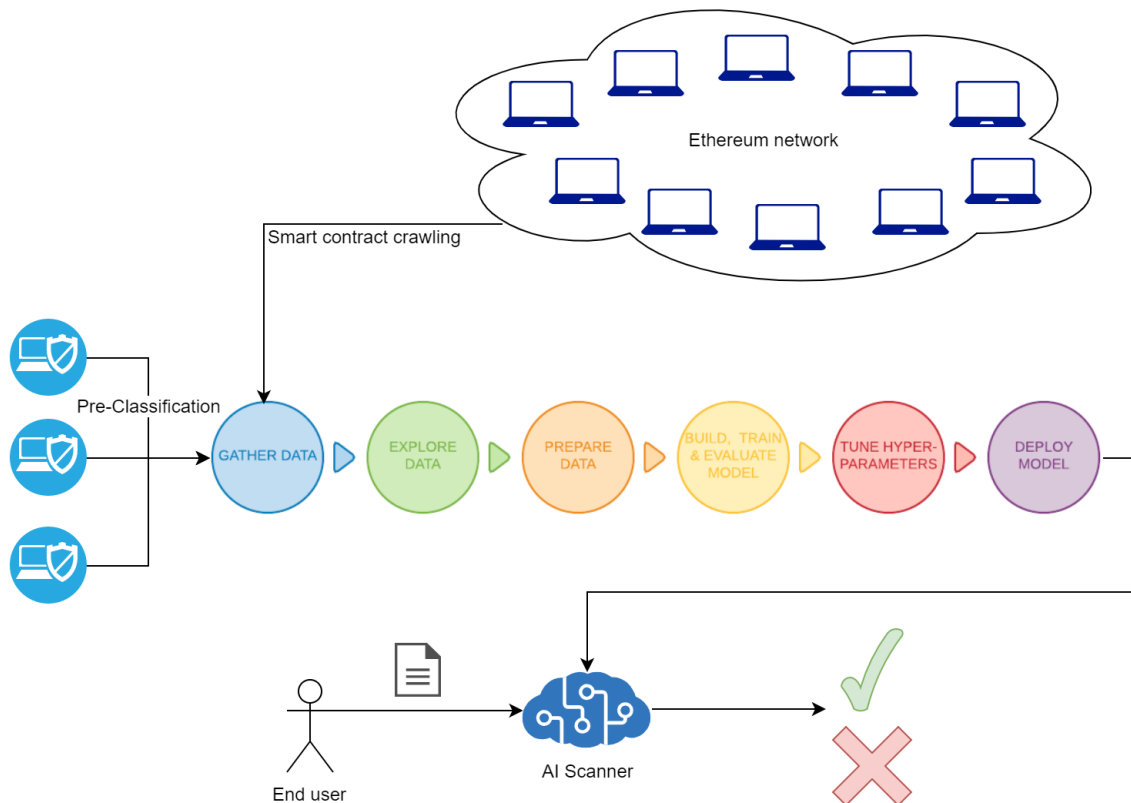 Ethereum network
Smart contract crawling
Pre-Classification
GATHER DATA
EXPLORE
DATA
PREPARE
DATA
BUILD, TRAIN
& EVALUATE
MODEL
TUNE HYPER-
PARAMETERS
DEPLOY
MODEL
AI Scanner
End user